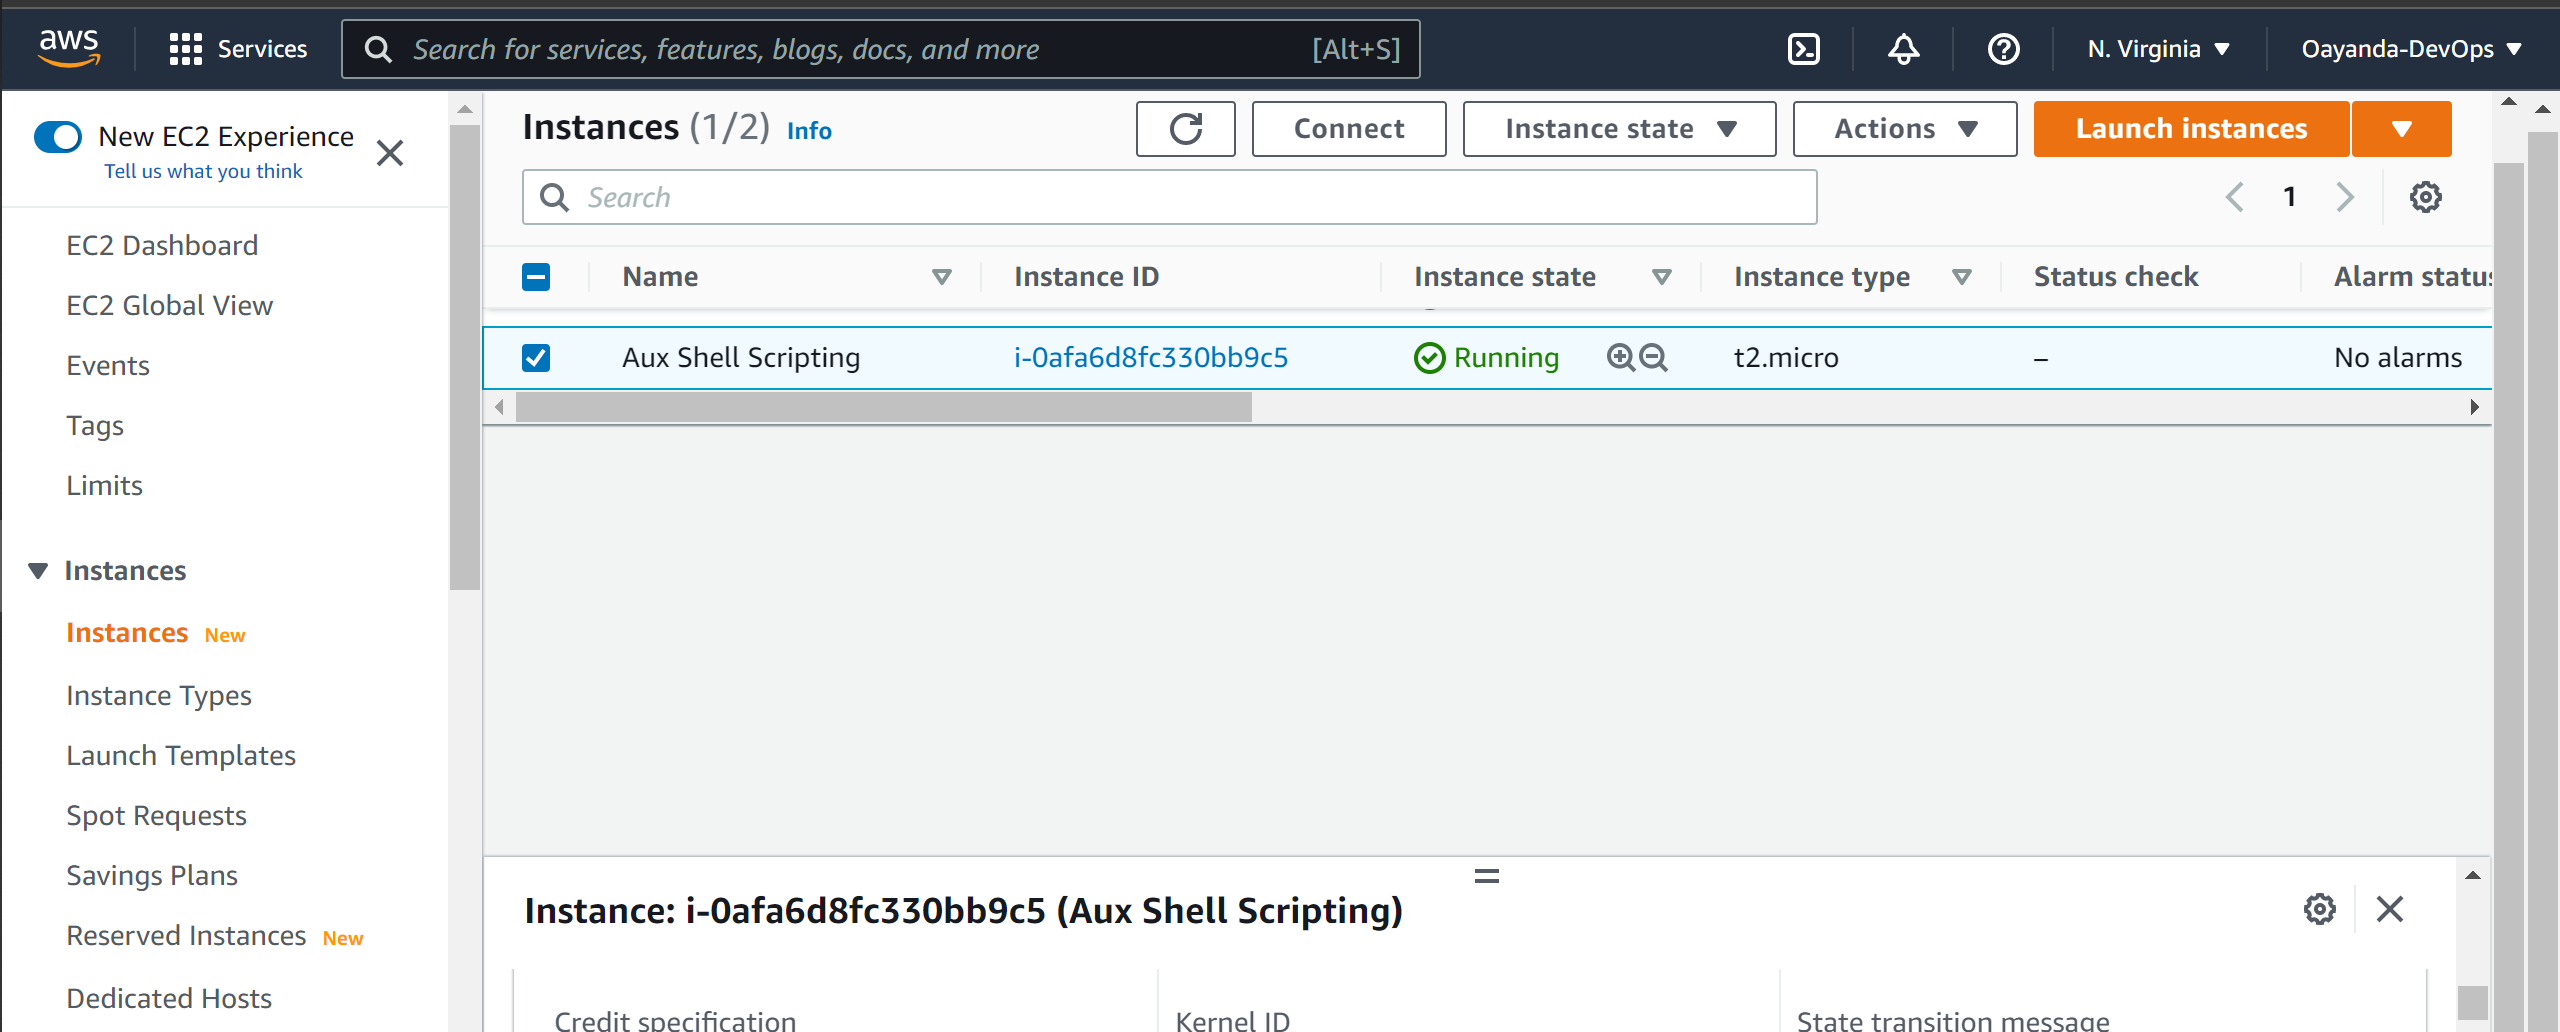 aws Services Search for services, features, blogs, docs, and more [Alt+S] N. Virginia Oayanda-DevOps
New EC2 Experience
Tell us what you think
EC2 Dashboard
EC2 Global View
Events
Tags
Limits
Instances
Instances New
Instance Types
Launch Templates
Spot Requests
Savings Plans
Reserved Instances New
Dedicated Hosts
Instances (1/2) Info Connect Instance state Actions Launch instances
Search 1
Name Instance ID Instance state Instance type Status check Alarm status
Aux Shell Scripting i-0afa6d8fc330bb9c5 Running t2.micro – No alarms
Instance: i-0afa6d8fc330bb9c5 (Aux Shell Scripting)
Credit specification Kernel ID State transition message